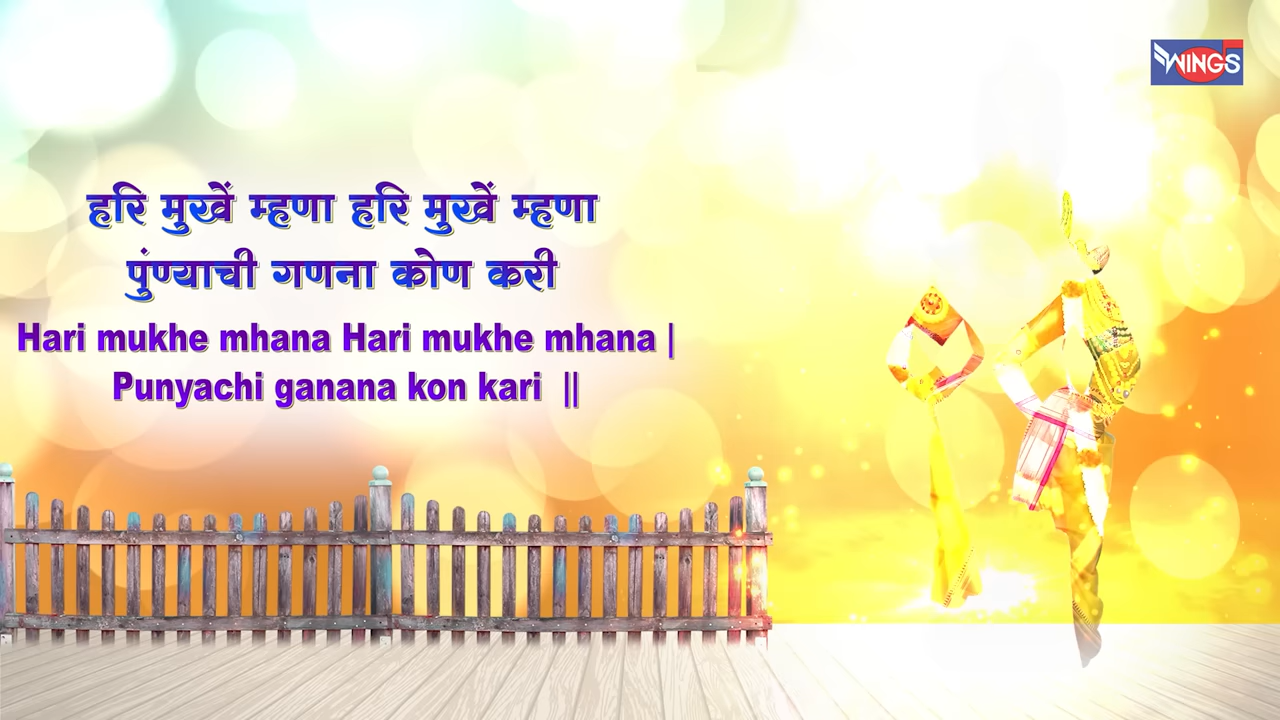 WINGS
हरि मुखें म्हणा हरि मुखें म्हणा
पुंण्याची गणना कोण करी
Hari mukhe mhana Hari mukhe mhana |
Punyachi ganana kon kari ||